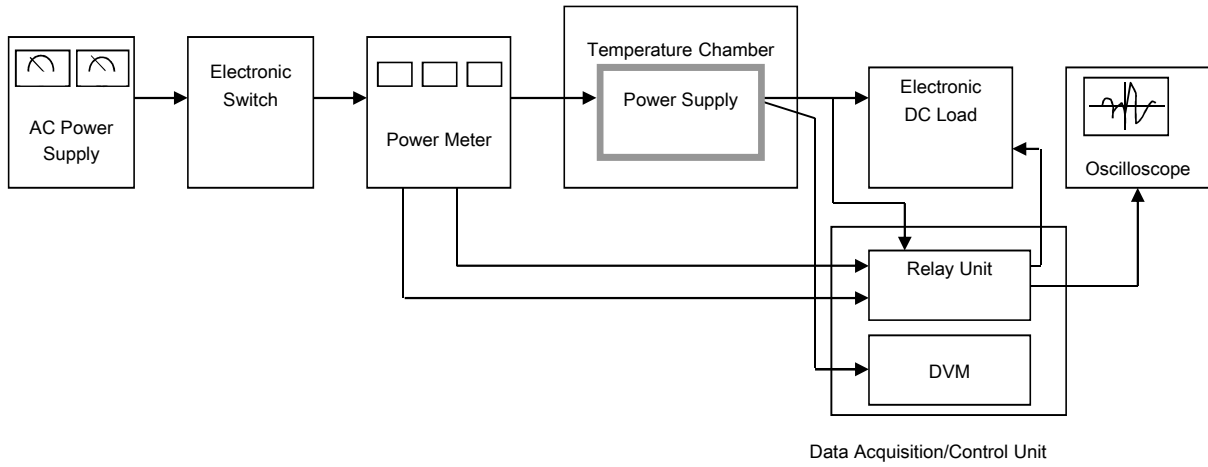 Temperature Chamber
Power Supply
Electronic
Switch
Electronic
DC Load
AC Power
Supply
Power Meter
Oscilloscope
Relay Unit
DVM
Data Acquisition/Control Unit